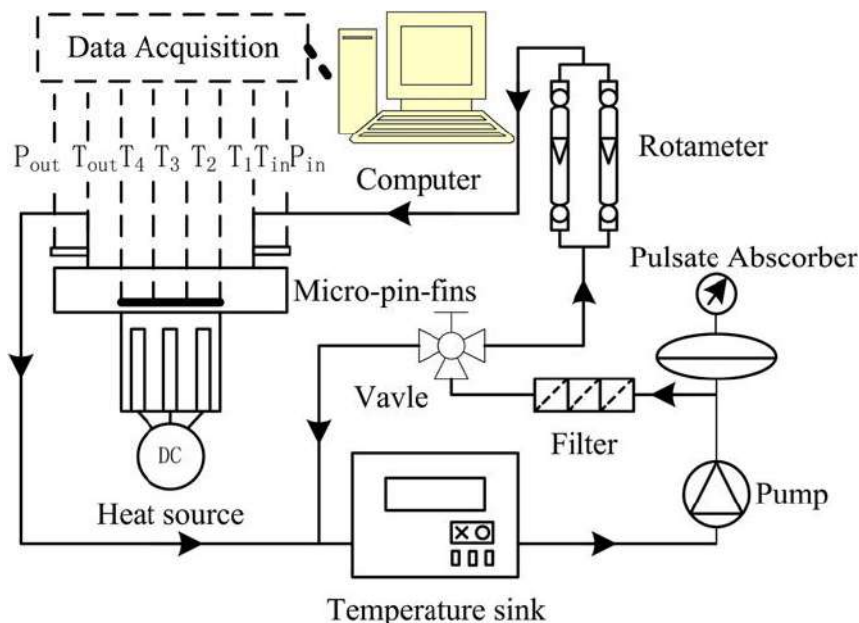 Data Acquisition
Pout Tout T4 T3 T2 T1 Tin Pin
Computer
Rotameter
Pulsate Abscorber
Micro-pin-fins
Vavle
Filter
DC
Pump
Heat source
Temperature sink